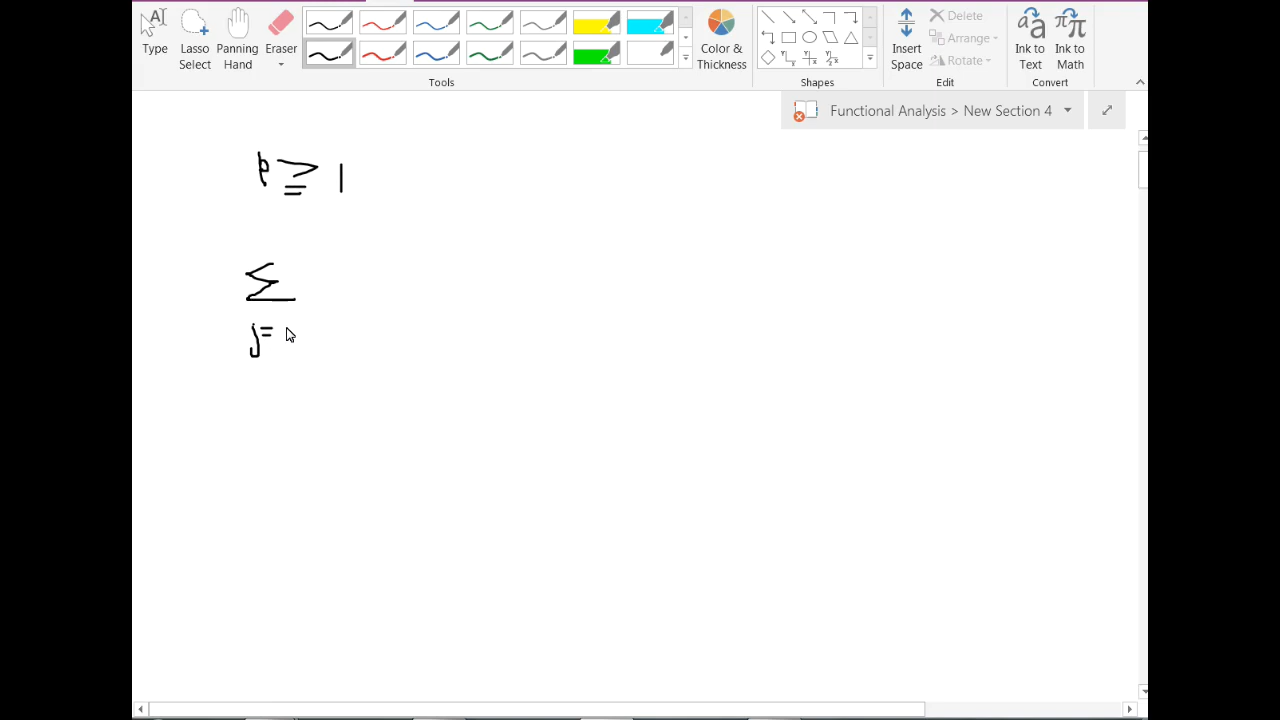 Type
Lasso Select
Panning Hand
Eraser
Color & Thickness
Insert Space
Delete
Arrange
Rotate
Ink to Text
Ink to Math
Tools
Shapes
Edit
Convert
Functional Analysis > New Section 4
p ≥ 1
∑
j=